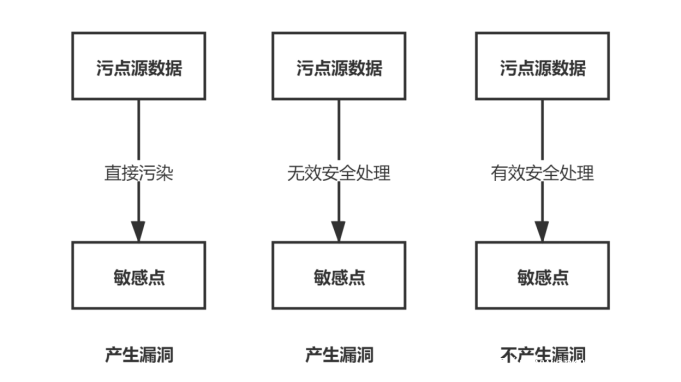 污点源数据
污点源数据
污点源数据
直接污染
无效安全处理
有效安全处理
敏感点
敏感点
敏感点
产生漏洞
产生漏洞
不产生漏洞